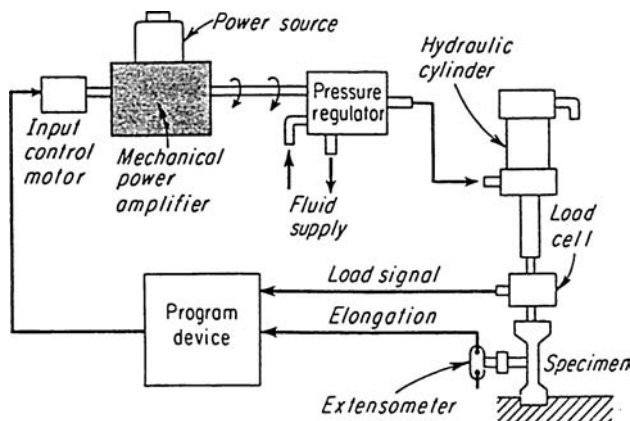 Power source
Hydraulic
cylinder
Pressure
regulator
Input
control
motor
Mechanical
power
amplifier
Fluid
supply
Load
cell
Load signal
Program
device
Elongation
Specimen
Extensometer